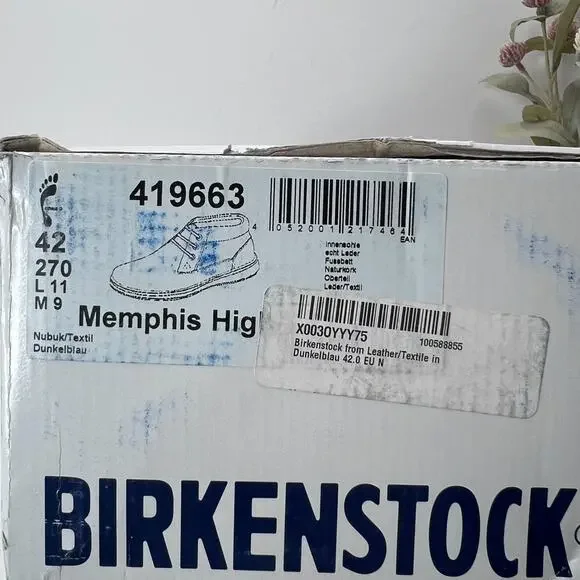 419663
42
270
L 11
M 9
4 052001 217464
EAN
Innensohle
echt Leder
Fussbett
Naturkork
Oberteil
Leder/Textil
Memphis Hig
Nubuk/Textil
Dunkelblau
X003OYYY75
100588855
Birkenstock from Leather/Textile in
Dunkelblau 42.0 EU N
BIRKENSTOCK